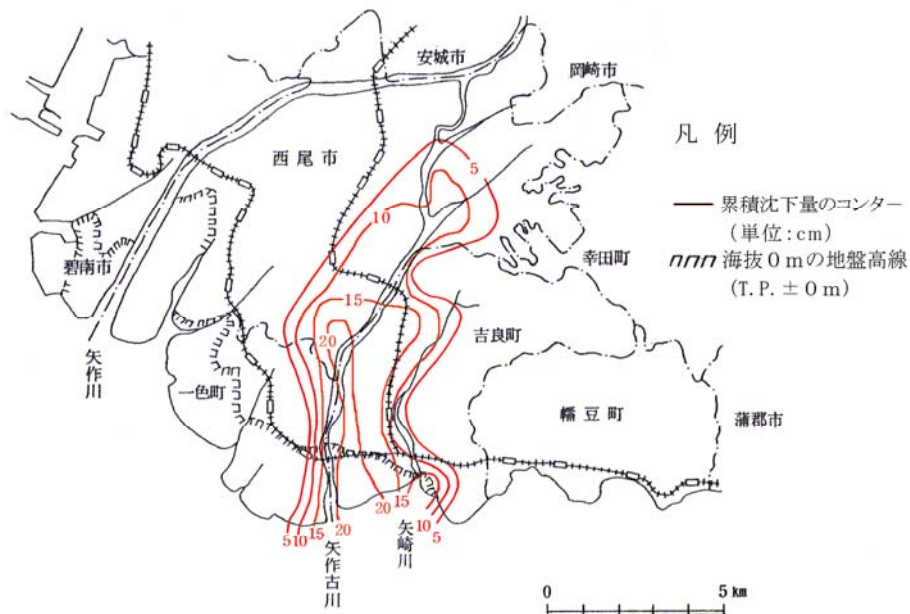 安城市
岡崎市
西尾市
凡 例
累積沈下量のコンター
(単位:cm)
海抜0mの地盤高線
(T.P.±0m)
5
10
幸田町
碧南市
15
20
吉良町
矢作川
一色町
幡豆町
蒲郡市
5
10
15
20
20
15
10
5
矢作古川
矢崎川
0
5 km